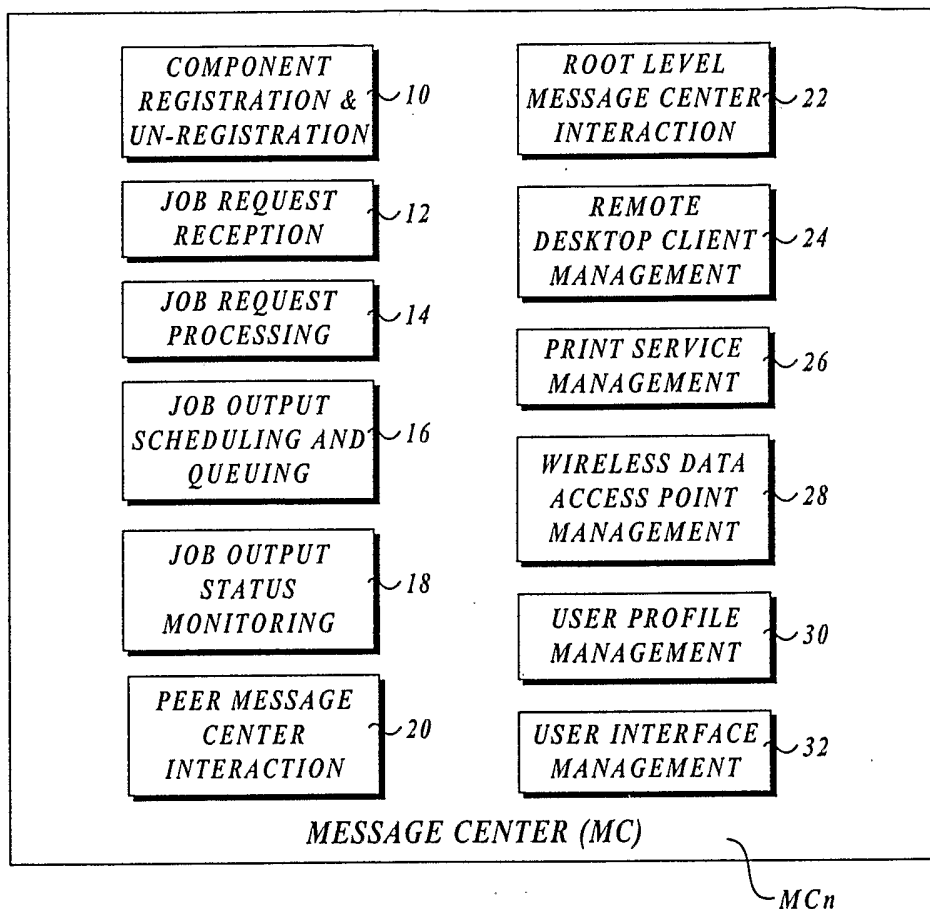 COMPONENT
REGISTRATION &
UN-REGISTRATION
10
JOB REQUEST
RECEPTION
12
JOB REQUEST
PROCESSING
14
JOB OUTPUT
SCHEDULING AND
QUEUING
16
JOB OUTPUT
STATUS
MONITORING
18
PEER MESSAGE
CENTER
INTERACTION
20
ROOT LEVEL
MESSAGE CENTER
INTERACTION
22
REMOTE
DESKTOP CLIENT
MANAGEMENT
24
PRINT SERVICE
MANAGEMENT
26
WIRELESS DATA
ACCESS POINT
MANAGEMENT
28
USER PROFILE
MANAGEMENT
30
USER INTERFACE
MANAGEMENT
32
MESSAGE CENTER (MC)
MCn